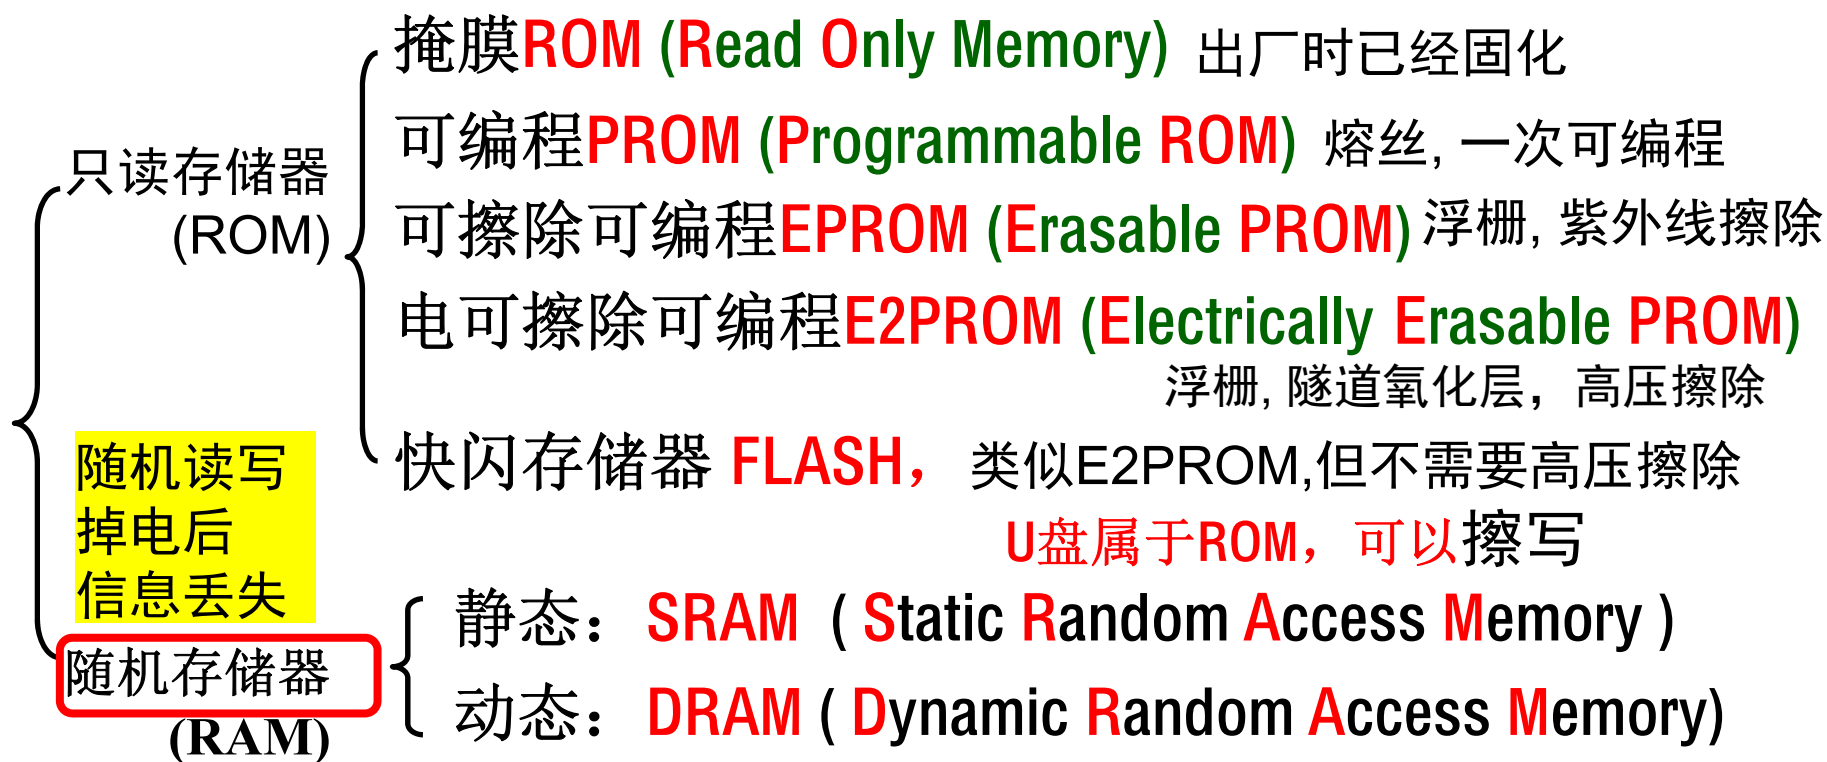 掩膜ROM (Read Only Memory) 出厂时已经固化
可编程PROM (Programmable ROM) 熔丝, 一次可编程
只读存储器
(ROM)
可擦除可编程EPROM (Erasable PROM) 浮栅, 紫外线擦除
电可擦除可编程E2PROM (Electrically Erasable PROM)
浮栅, 隧道氧化层，高压擦除
快闪存储器 FLASH， 类似E2PROM,但不需要高压擦除
U盘属于ROM，可以擦写
随机读写
掉电后
信息丢失
随机存储器
(RAM)
静态：SRAM ( Static Random Access Memory )
动态：DRAM ( Dynamic Random Access Memory)